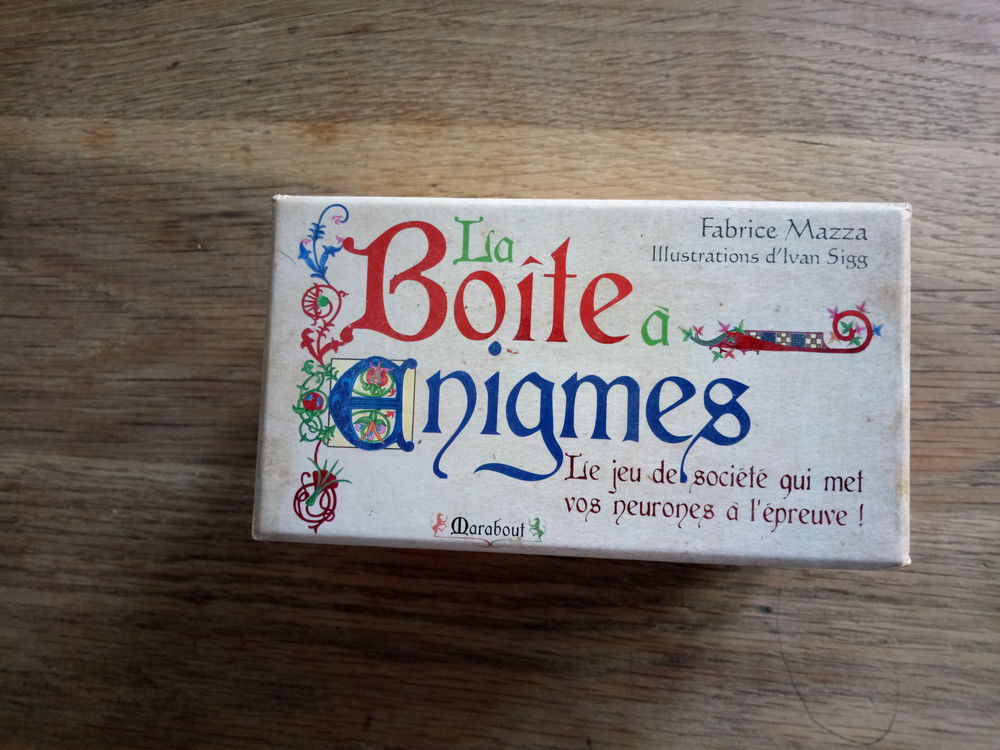 Fabrice Mazza
Illustrations d'Ivan Sigg
La
Boîte à
Enigmes
Le jeu de société qui met
vos neurones à l'épreuve !
Marabout